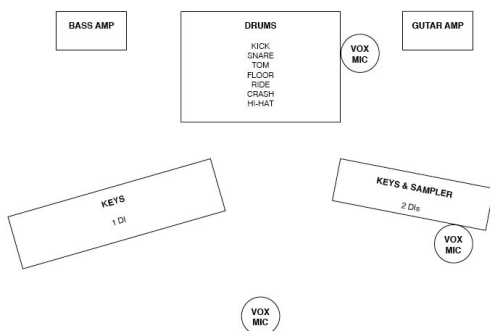 BASS AMP
DRUMS
KICK
SNARE
TOM
FLOOR
RIDE
CRASH
HI-HAT
VOX
MIC
GUTAR AMP
KEYS
1 DI
KEYS & SAMPLER
2 DIs
VOX
MIC
VOX
MIC